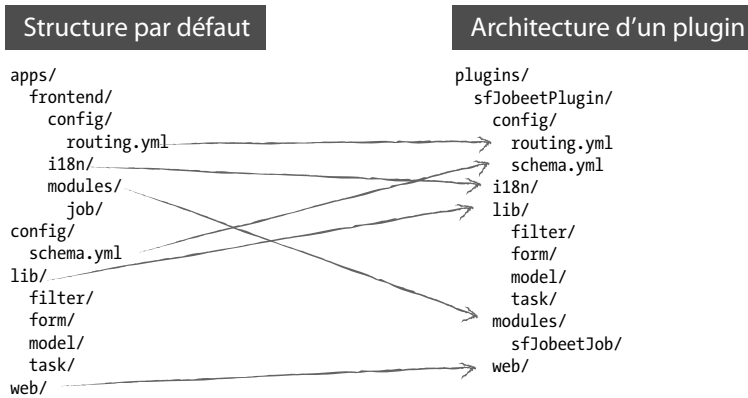 Structure par défaut
apps/
frontend/
config/
routing.yml
i18n/
modules/
job/
config/
schema.yml
lib/
filter/
form/
model/
task/
web/
Architecture d’un plugin
plugins/
sfJobeetPlugin/
config/
routing.yml
schema.yml
i18n/
lib/
filter/
form/
model/
task/
modules/
sfJobeetJob/
web/